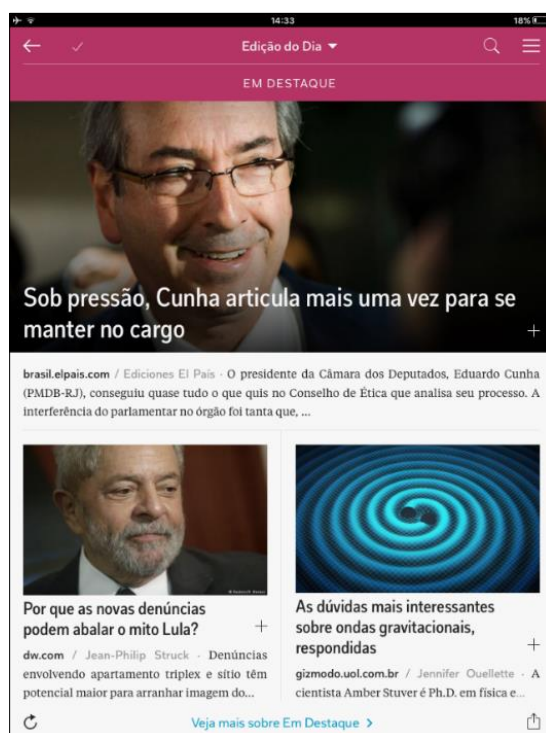 14:33
18%
Edição do Dia
EM DESTAQUE
Sob pressão, Cunha articula mais uma vez para se
manter no cargo
brasil.elpais.com / Ediciones El País · O presidente da Câmara dos Deputados, Eduardo Cunha
(PMDB-RJ), conseguiu quase tudo o que quis no Conselho de Ética que analisa seu processo. A
interferência do parlamentar no órgão foi tanta que, ...
Por que as novas denúncias
podem abalar o mito Lula?
dw.com / Jean-Philip Struck · Denúncias
envolvendo apartamento triplex e sítio têm
potencial maior para arranhar imagem do...
As dúvidas mais interessantes
sobre ondas gravitacionais,
respondidas
gizmodo.uol.com.br / Jennifer Ouellette · A
cientista Amber Stuver é Ph.D. em física e...
Veja mais sobre Em Destaque >